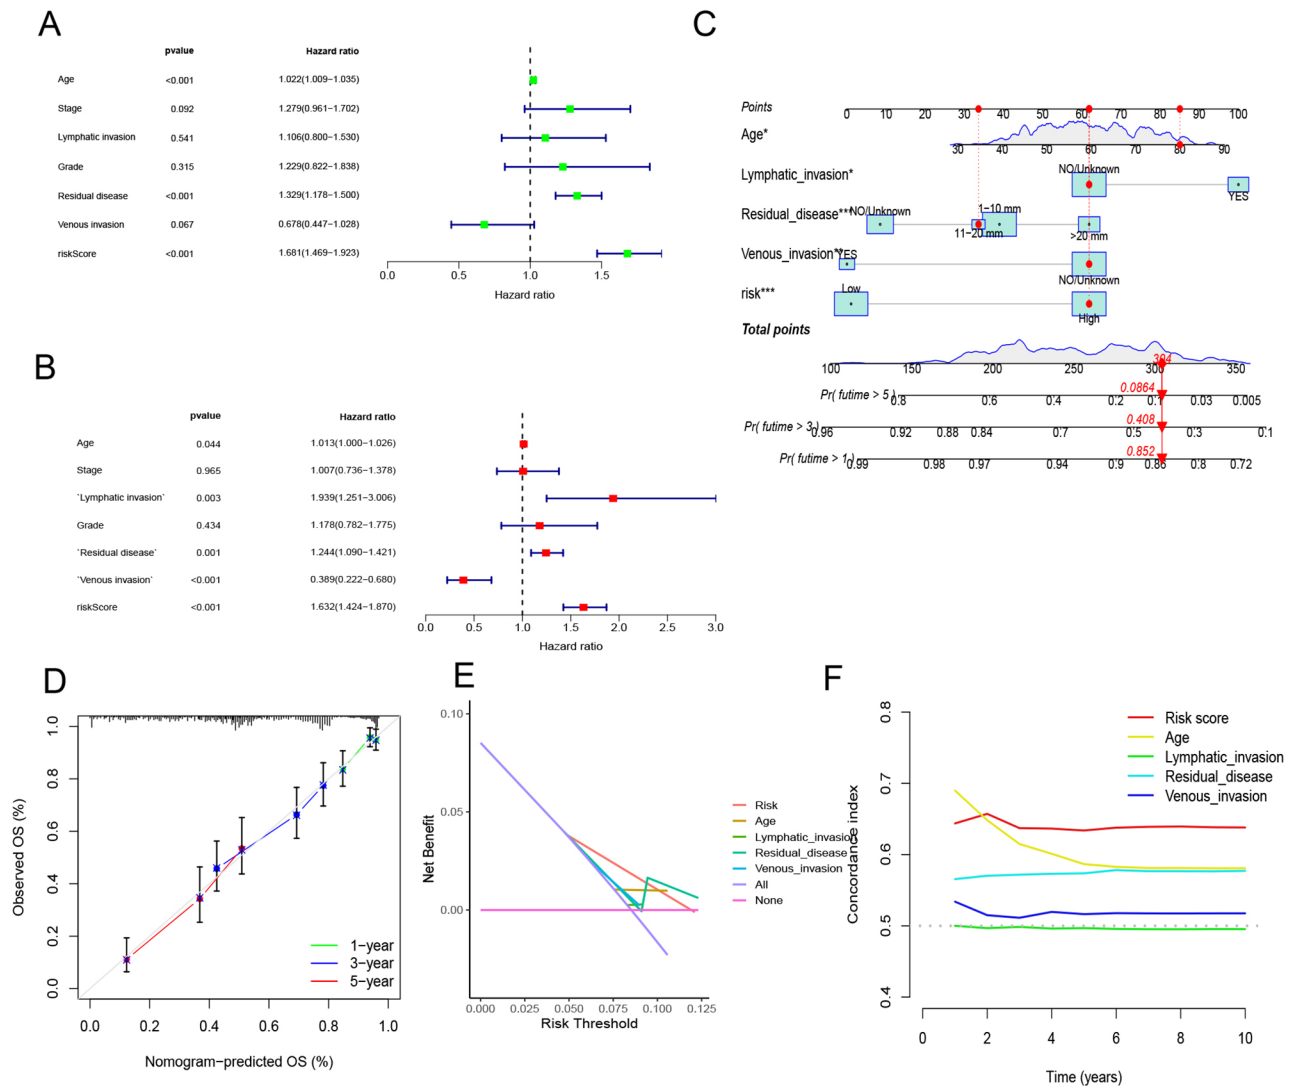 A
pvalue Hazard ratio
Age <0.001 1.022(1.009−1.035)
Stage 0.092 1.279(0.961−1.702)
Lymphatic invasion 0.541 1.106(0.800−1.530)
Grade 0.315 1.229(0.822−1.838)
Residual disease <0.001 1.329(1.178−1.500)
Venous invasion 0.067 0.678(0.447−1.028)
riskScore <0.001 1.681(1.469−1.923)
0.0 0.5 1.0 1.5
Hazard ratio
B
pvalue Hazard ratio
Age 0.044 1.013(1.000−1.026)
Stage 0.965 1.007(0.736−1.378)
`Lymphatic invasion` 0.003 1.939(1.251−3.006)
Grade 0.434 1.178(0.782−1.775)
`Residual disease` 0.001 1.244(1.090−1.421)
`Venous invasion` <0.001 0.389(0.222−0.680)
riskScore <0.001 1.632(1.424−1.870)
0.0 0.5 1.0 1.5 2.0 2.5 3.0
Hazard ratio
C
Points
0 10 20 30 40 50 60 70 80 90 100
Age*
30 40 50 60 70 80 90
Lymphatic_invasion*
NO/Unknown
YES
Residual_disease***
NO/Unknown
1−10 mm
11−20 mm
>20 mm
Venous_invasion**
YES
NO/Unknown
risk***
Low
High
Total points
304
100 150 200 250 300 350
0.0864
Pr( futime > 5 )
0.8 0.6 0.4 0.2 0.1 0.03 0.005
0.408
Pr( futime > 3 )
0.96 0.92 0.88 0.84 0.7 0.5 0.3 0.1
0.852
Pr( futime > 1 )
0.99 0.98 0.97 0.94 0.9 0.86 0.8 0.72
D
Observed OS (%)
1.0
0.8
0.6
0.4
0.2
0.0
1−year
3−year
5−year
0.0 0.2 0.4 0.6 0.8 1.0
Nomogram−predicted OS (%)
E
Net Benefit
0.10
0.05
0.00
Risk
Age
Lymphatic_invasion
Residual_disease
Venous_invasion
All
None
0.000 0.025 0.050 0.075 0.100 0.125
Risk Threshold
F
Concordance index
0.8
0.7
0.6
0.5
0.4
Risk score
Age
Lymphatic_invasion
Residual_disease
Venous_invasion
0 2 4 6 8 10
Time (years)